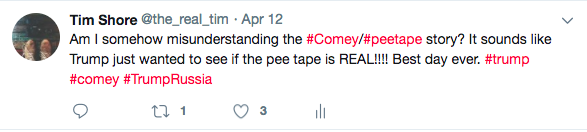 Tim Shore @the_real_tim · Apr 12
Am I somehow misunderstanding the #Comey/#peetape story? It sounds like
Trump just wanted to see if the pee tape is REAL!!!! Best day ever. #trump
#comey #TrumpRussia
1 3